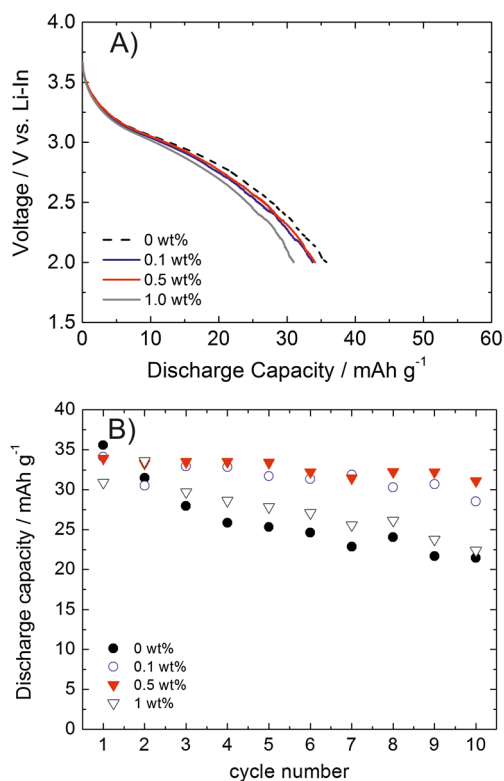 A)
4.0
3.5
3.0
2.5
2.0
1.5
Voltage / V vs. Li-In
0 wt%
0.1 wt%
0.5 wt%
1.0 wt%
0 10 20 30 40 50 60
Discharge Capacity / mAh g⁻¹
B)
40
35
30
25
20
15
10
5
0
Discharge capacity / mAh g⁻¹
0 wt%
0.1 wt%
0.5 wt%
1 wt%
1 2 3 4 5 6 7 8 9 10
cycle number